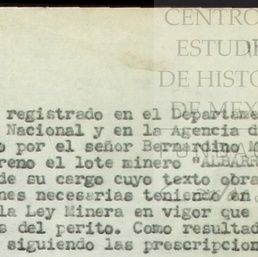 CENTRO
ESTUDI
DE HISTO
DE MEX
registrado en el Departame
Nacional y en la Agencia d
por el señor Bernardino M
reno el lote minero "ALBARR
de su cargo cuyo texto obra
nes necesarias teniendo en
la Ley Minera en vigor que
s del perito. Como resultad
siguiendo las prescripcion